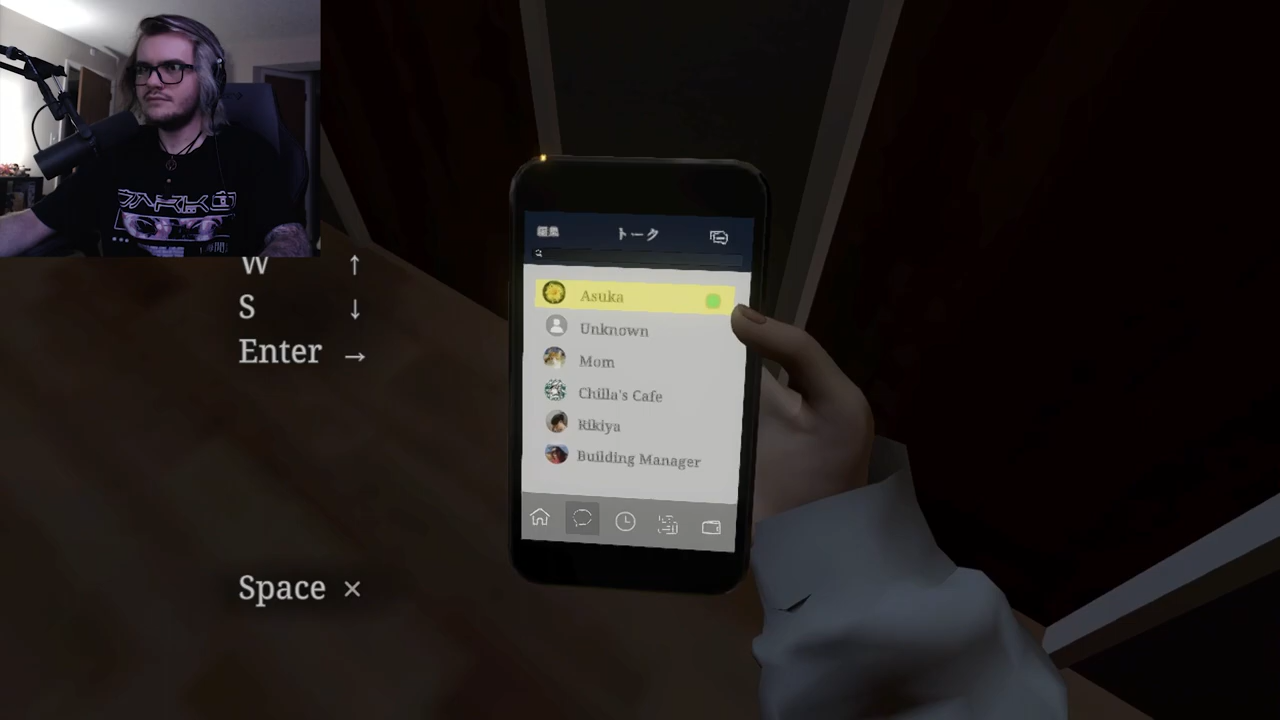 編集 トーク
Asuka
Unknown
Mom
Chilla's Cafe
Rikiya
Building Manager
W ↑
S ↓
Enter →
Space ×